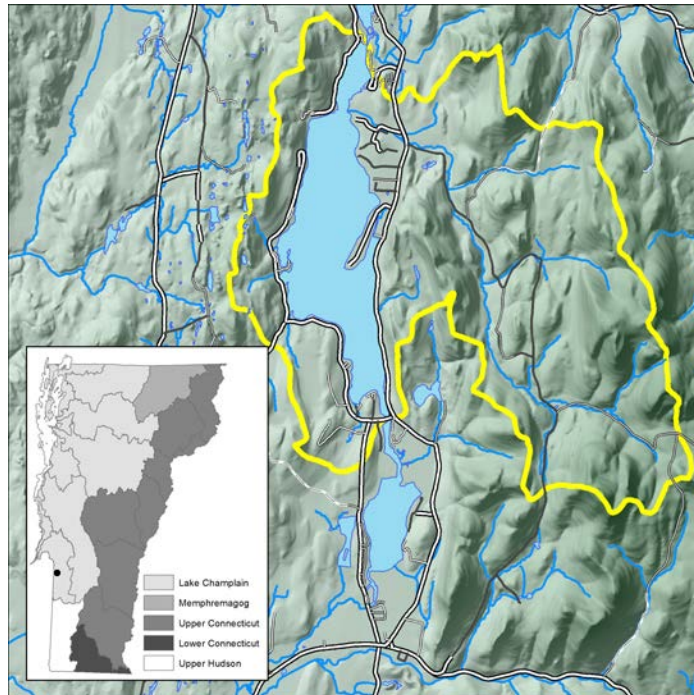 Lake Champlain
Memphremagog
Upper Connecticut
Lower Connecticut
Upper Hudson